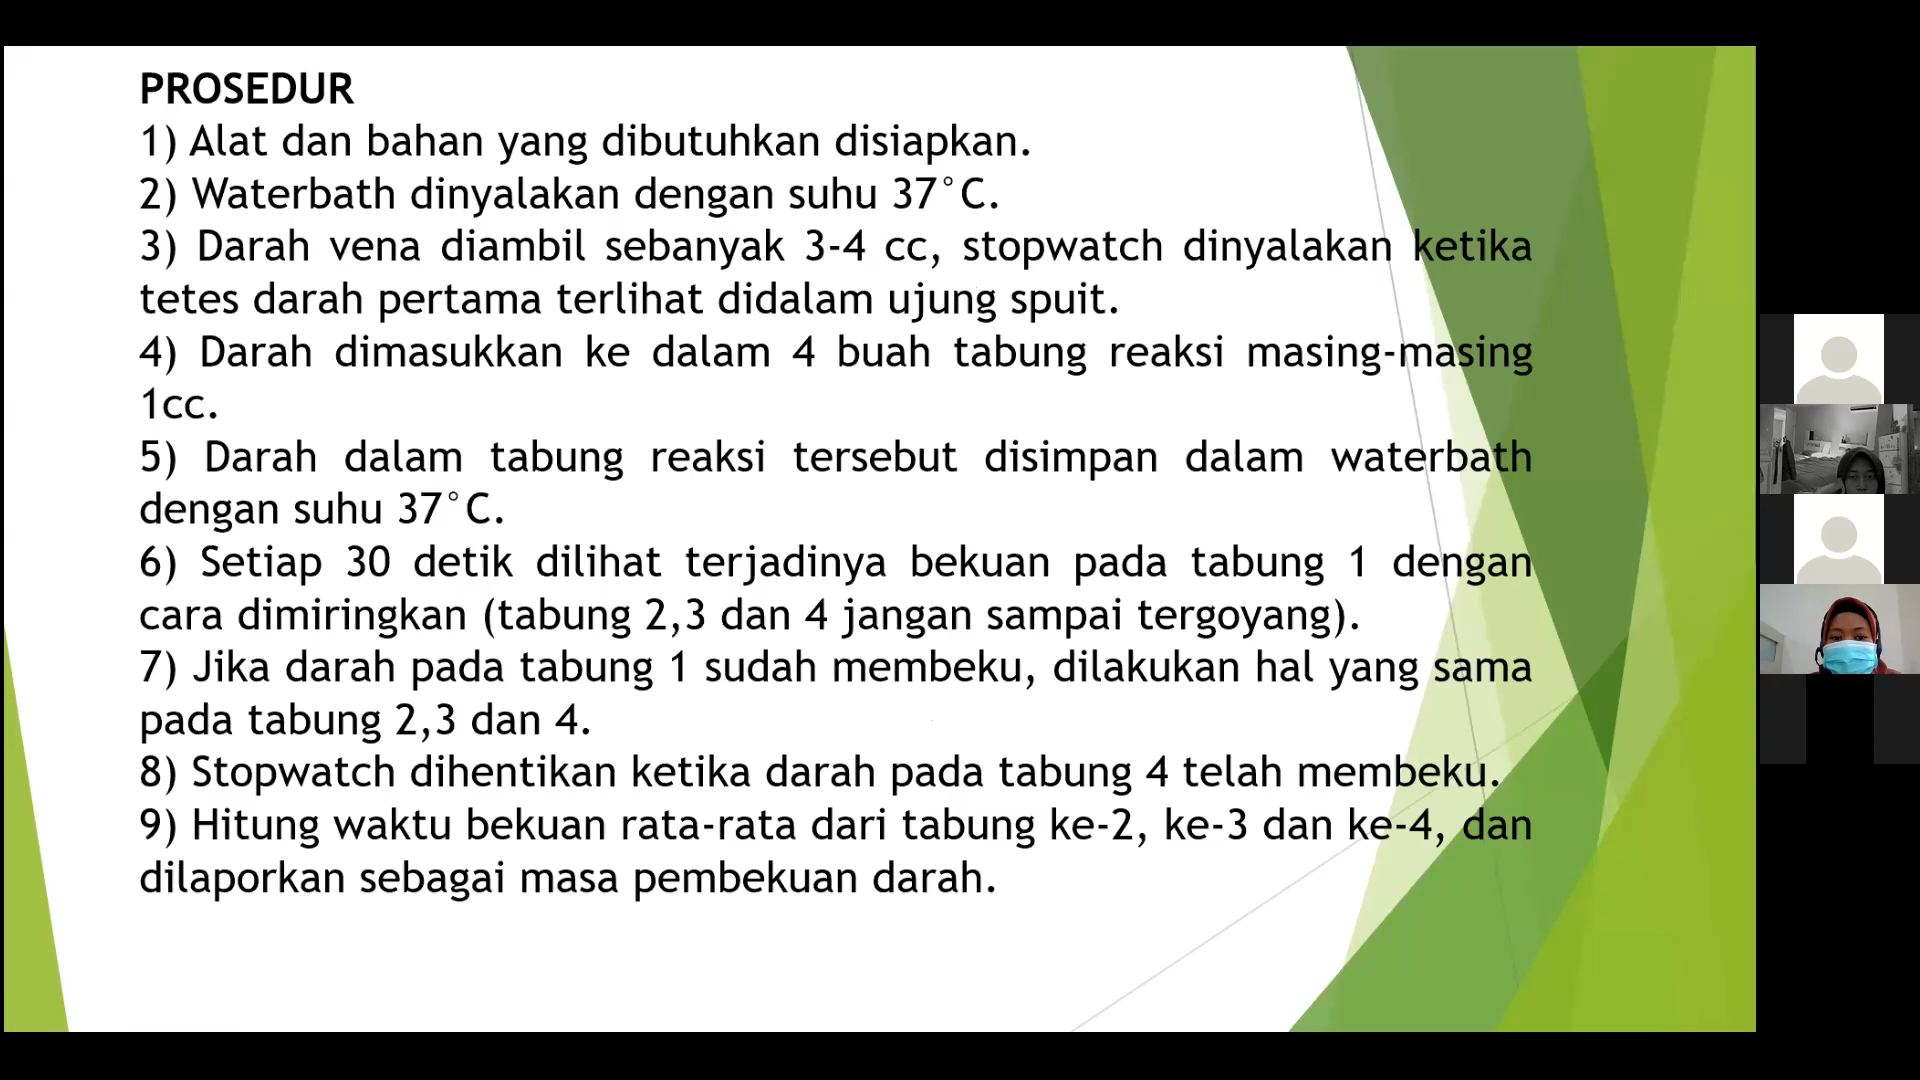 PROSEDUR
1) Alat dan bahan yang dibutuhkan disiapkan.
2) Waterbath dinyalakan dengan suhu 37°C.
3) Darah vena diambil sebanyak 3-4 cc, stopwatch dinyalakan ketika
tetes darah pertama terlihat didalam ujung spuit.
4) Darah dimasukkan ke dalam 4 buah tabung reaksi masing-masing
1cc.
5) Darah dalam tabung reaksi tersebut disimpan dalam waterbath
dengan suhu 37°C.
6) Setiap 30 detik dilihat terjadinya bekuan pada tabung 1 dengan
cara dimiringkan (tabung 2,3 dan 4 jangan sampai tergoyang).
7) Jika darah pada tabung 1 sudah membeku, dilakukan hal yang sama
pada tabung 2,3 dan 4.
8) Stopwatch dihentikan ketika darah pada tabung 4 telah membeku.
9) Hitung waktu bekuan rata-rata dari tabung ke-2, ke-3 dan ke-4, dan
dilaporkan sebagai masa pembekuan darah.